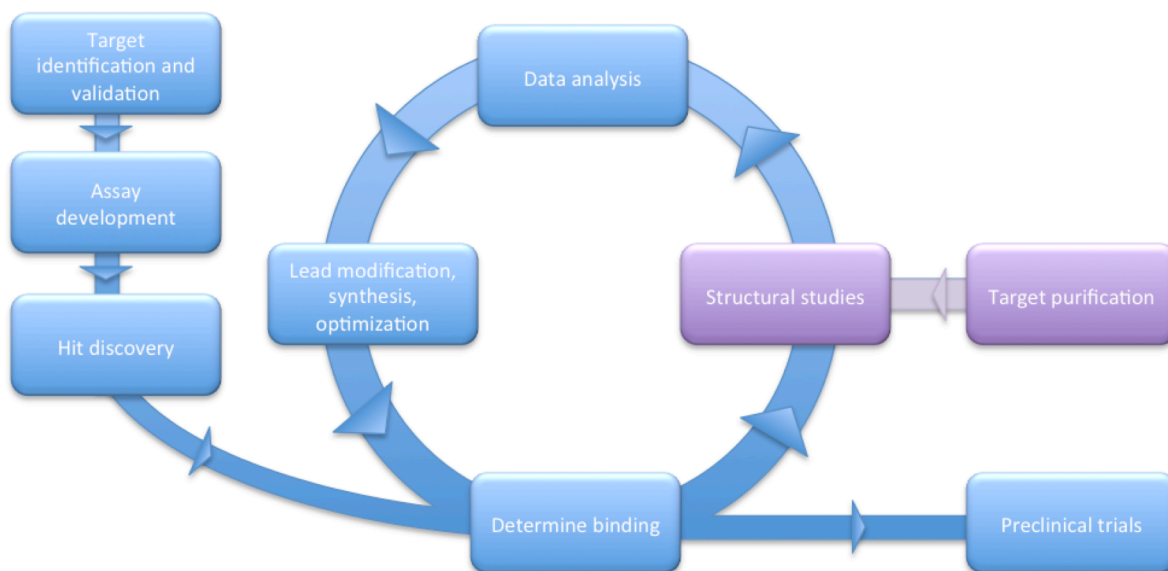 Target
identification and
validation
Assay
development
Hit discovery
Data analysis
Lead modification,
synthesis,
optimization
Structural studies
Target purification
Determine binding
Preclinical trials